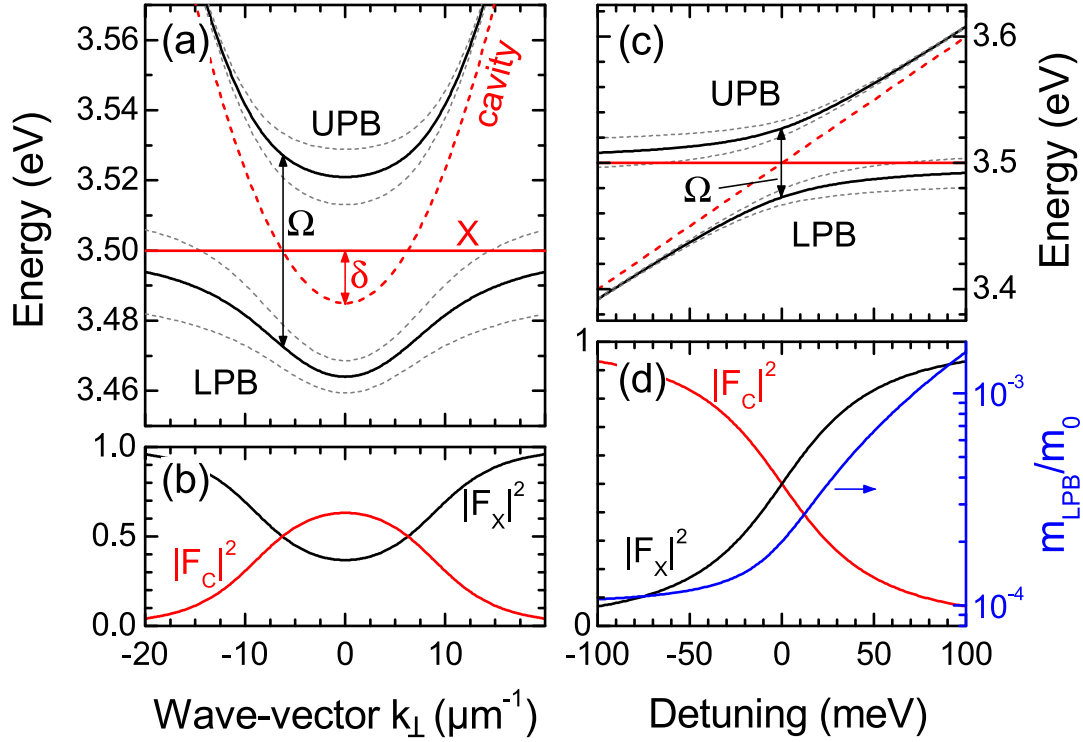 (a)
UPB
cavity
Ω
X
δ
LPB
Energy (eV)
3.56
3.54
3.52
3.50
3.48
3.46
(c)
UPB
Ω
LPB
3.6
3.5
3.4
Energy (eV)
(b)
|F_X|²
|F_C|²
1.0
0.5
0.0
-20 -10 0 10 20
Wave-vector k_⊥ (μm⁻¹)
(d)
|F_C|²
|F_X|²
1
0
10⁻³
10⁻⁴
m_LPB/m_0
-100 -50 0 50 100
Detuning (meV)